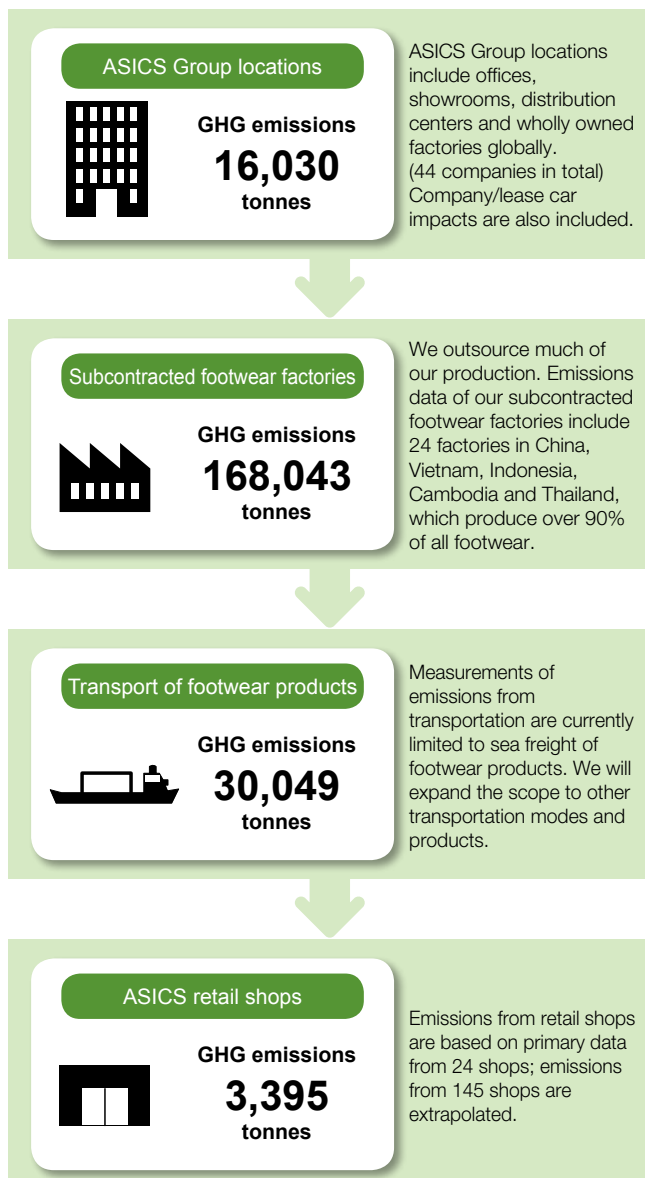 ASICS Group locations
GHG emissions
16,030
tonnes
ASICS Group locations
include offices,
showrooms, distribution
centers and wholly owned
factories globally.
(44 companies in total)
Company/lease car
impacts are also included.
Subcontracted footwear factories
GHG emissions
168,043
tonnes
We outsource much of
our production. Emissions
data of our subcontracted
footwear factories include
24 factories in China,
Vietnam, Indonesia,
Cambodia and Thailand,
which produce over 90%
of all footwear.
Transport of footwear products
GHG emissions
30,049
tonnes
Measurements of
emissions from
transportation are currently
limited to sea freight of
footwear products. We will
expand the scope to other
transportation modes and
products.
ASICS retail shops
GHG emissions
3,395
tonnes
Emissions from retail shops
are based on primary data
from 24 shops; emissions
from 145 shops are
extrapolated.